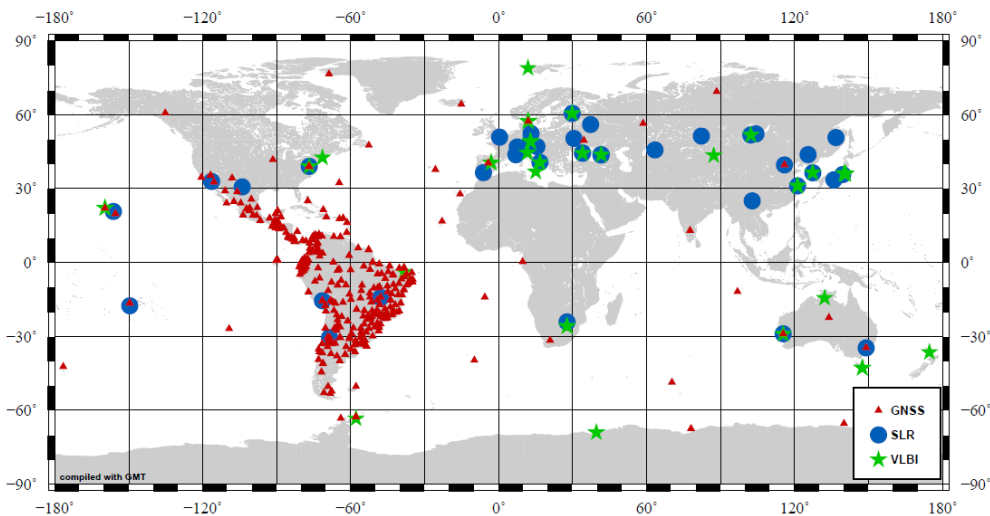 −180° −120° −60° 0° 60° 120° 180°
90° 90°
60° 60°
30° 30°
0° 0°
−30° −30°
GNSS
−60° −60°
SLR
VLBI
compiled with GMT
−90° −90°
−180° −120° −60° 0° 60° 120° 180°